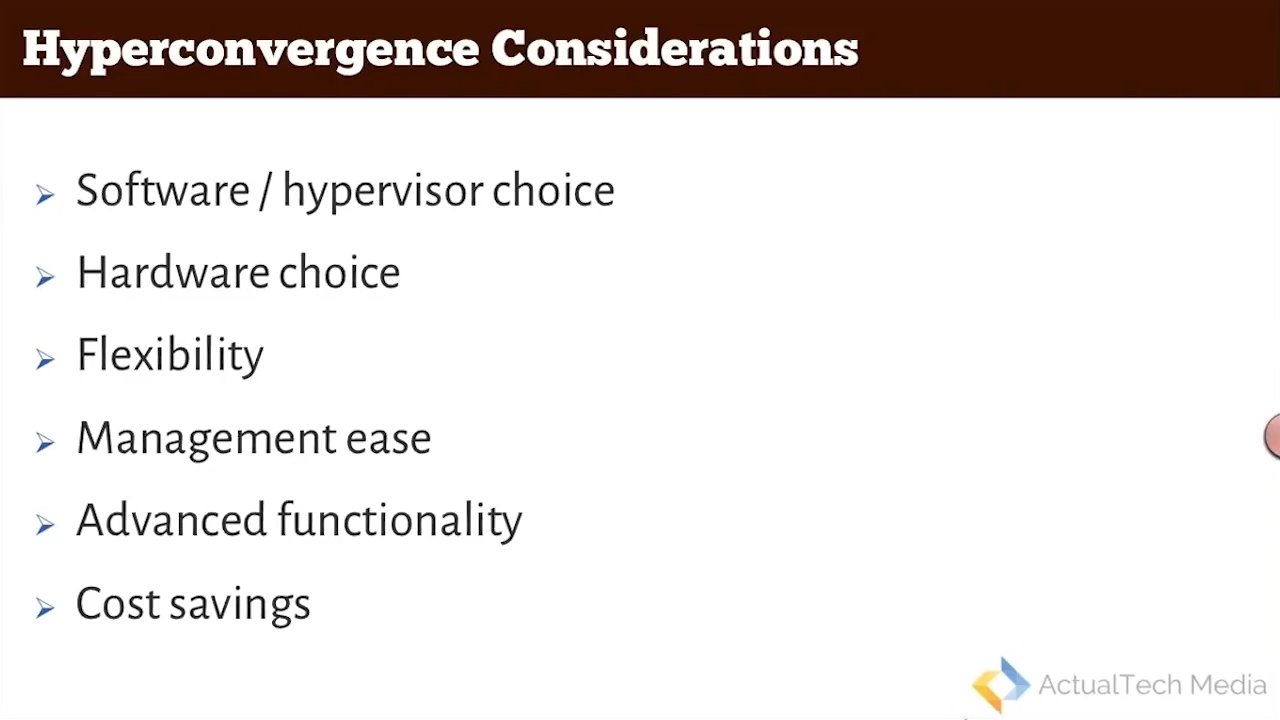 Hyperconvergence Considerations
Software / hypervisor choice
Hardware choice
Flexibility
Management ease
Advanced functionality
Cost savings
ActualTech Media